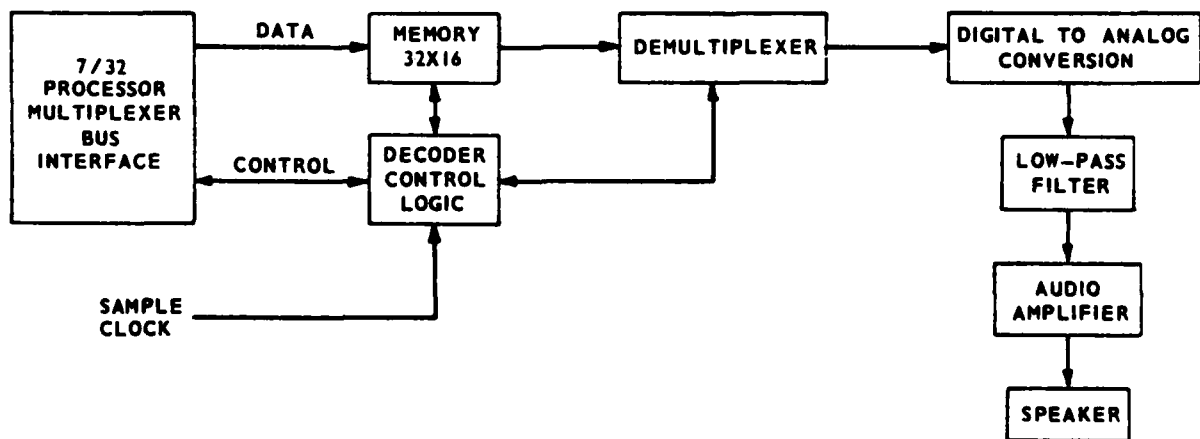 7/32
PROCESSOR
MULTIPLEXER
BUS
INTERFACE
DATA
CONTROL
MEMORY
32X16
DECODER
CONTROL
LOGIC
SAMPLE
CLOCK
DEMULTIPLEXER
DIGITAL TO ANALOG
CONVERSION
LOW-PASS
FILTER
AUDIO
AMPLIFIER
SPEAKER